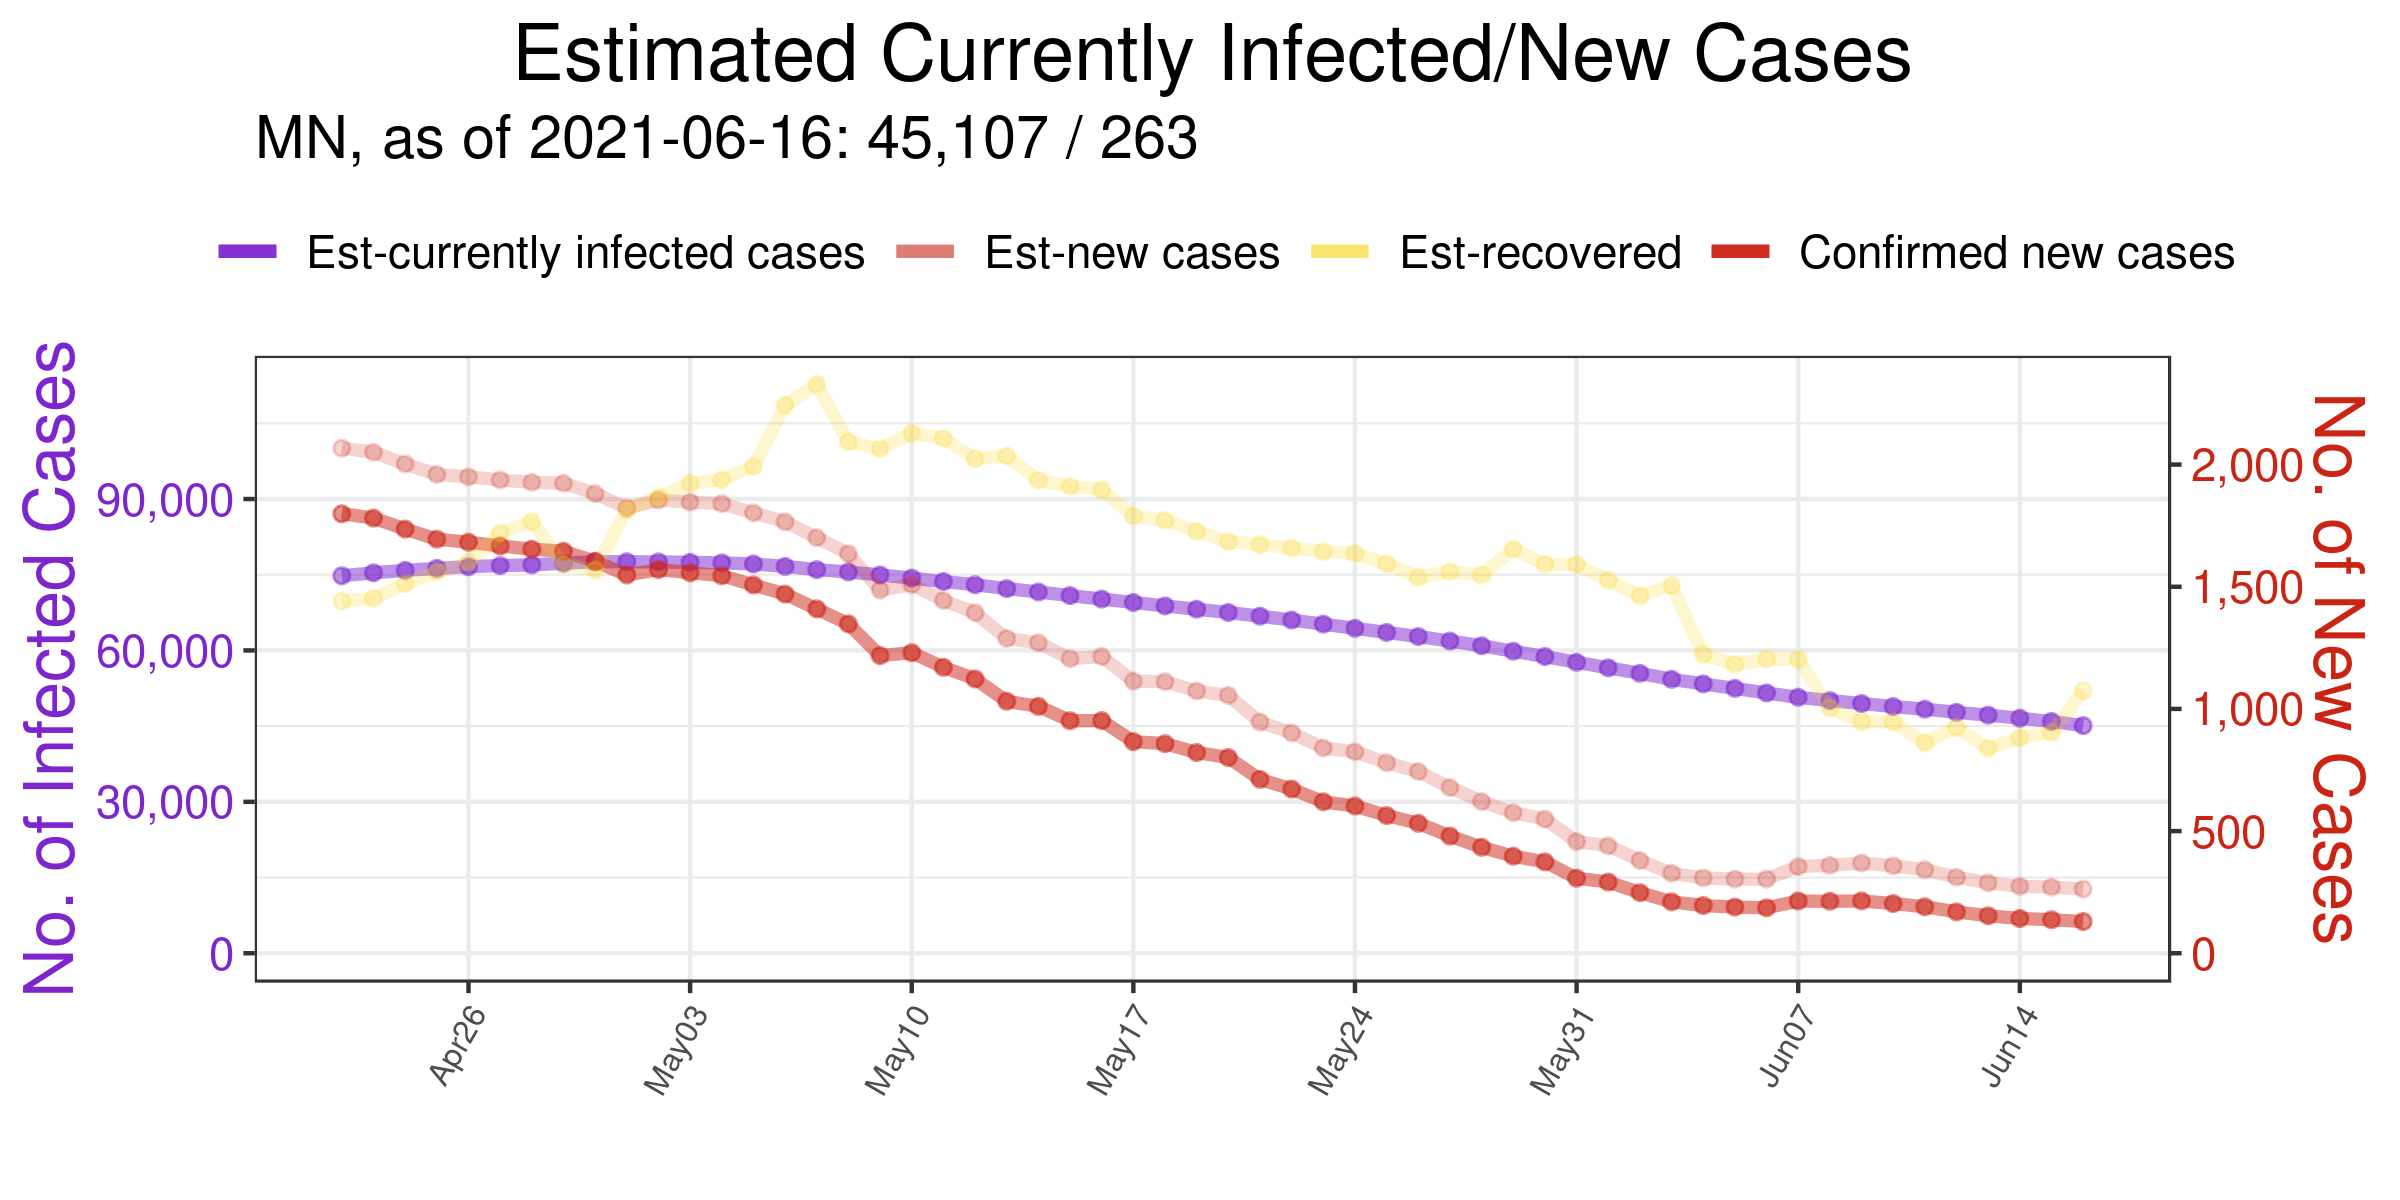 Estimated Currently Infected/New Cases
MN, as of 2021-06-16: 45,107 / 263
Est-currently infected cases Est-new cases Est-recovered Confirmed new cases
No. of Infected Cases
90,000
60,000
30,000
0
2,000
1,500
1,000
500
0
No. of New Cases
Apr26 May03 May10 May17 May24 May31 Jun07 Jun14